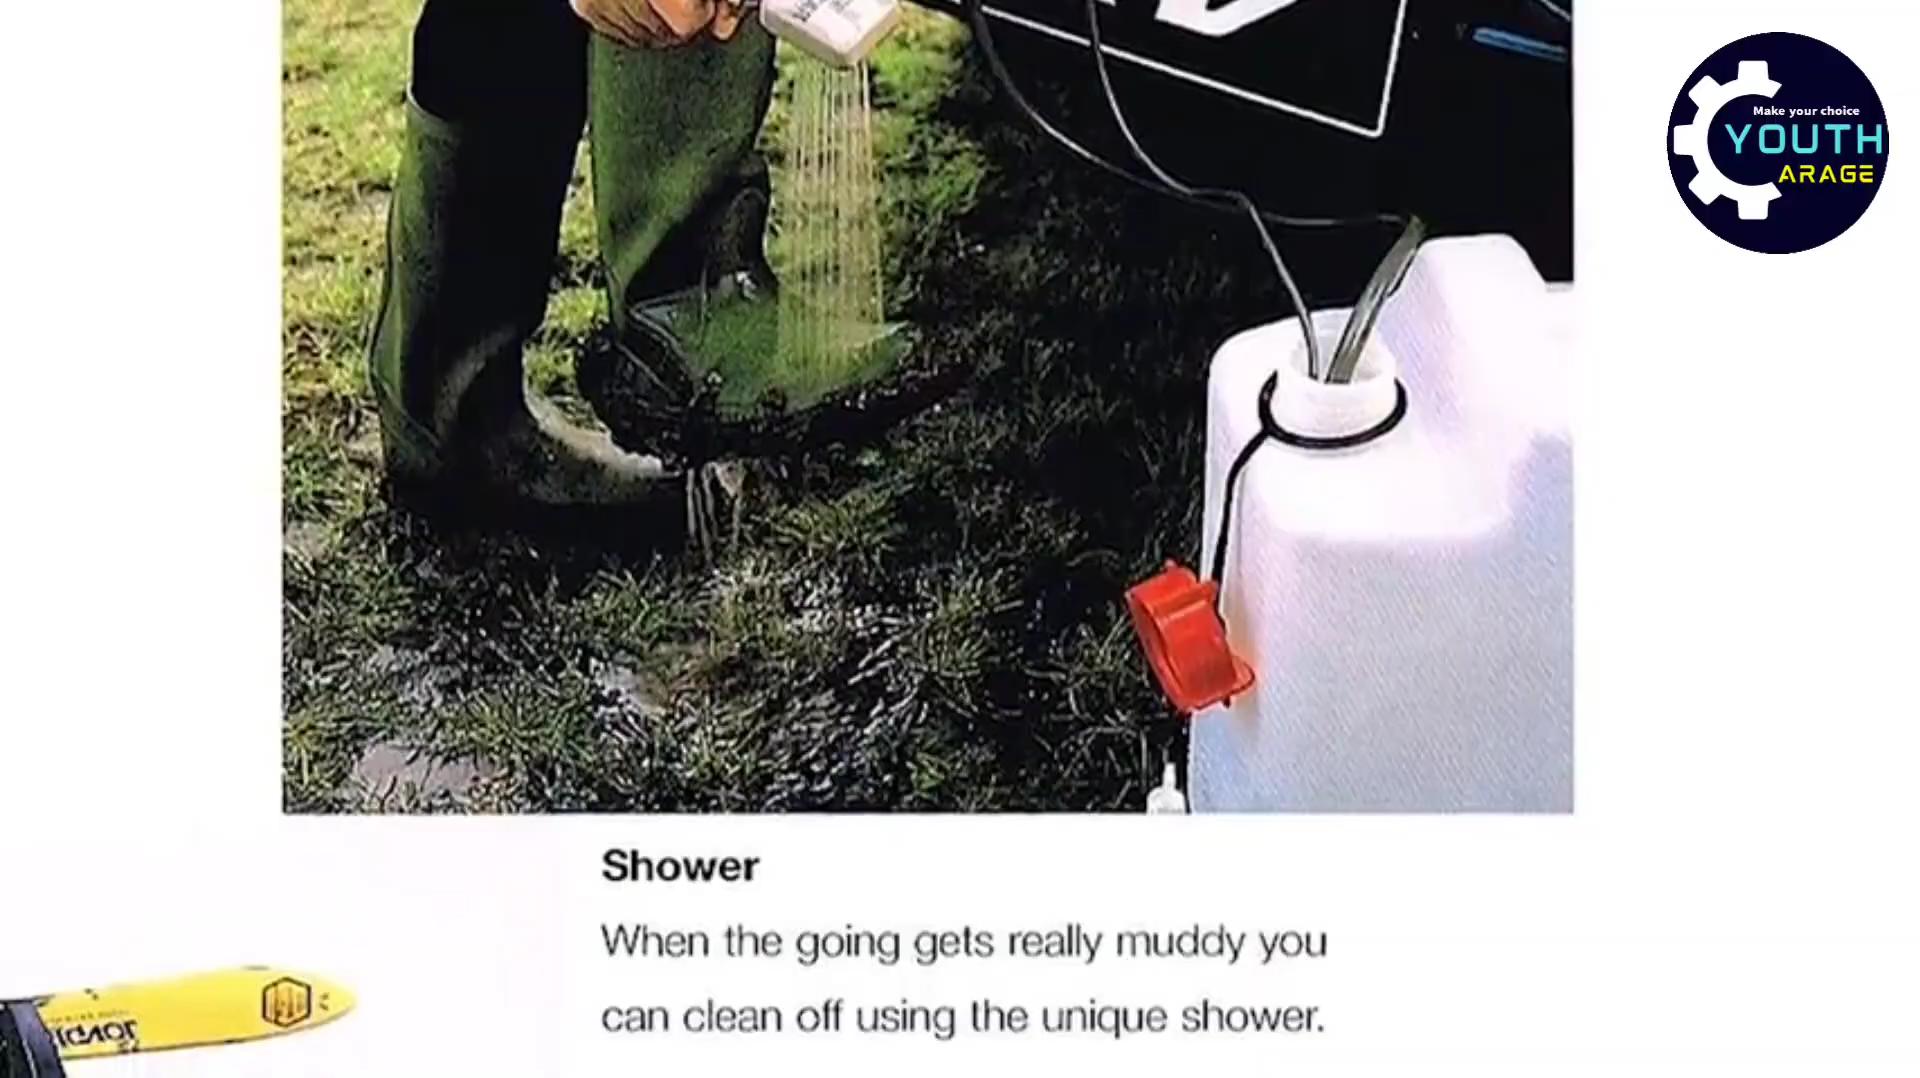 Make your choice
YOUTH
ARAGE
Shower
When the going gets really muddy you
can clean off using the unique shower.